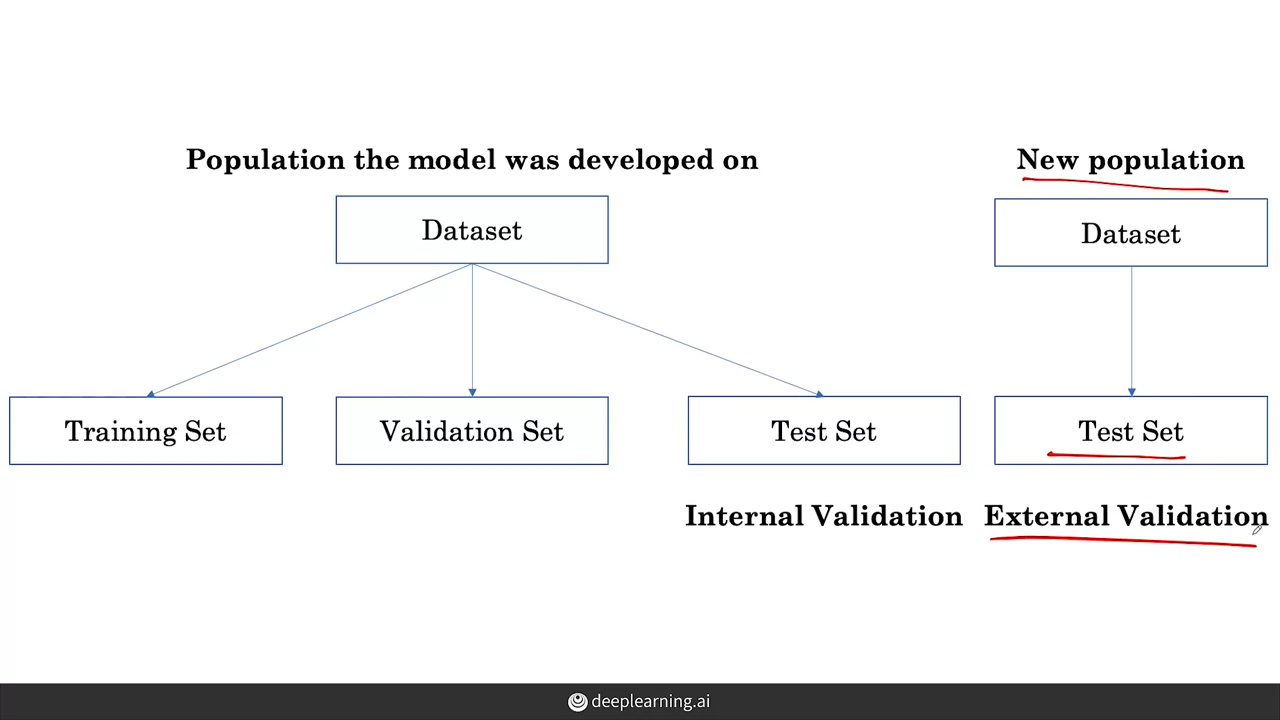 Population the model was developed on
New population
Dataset
Dataset
Training Set
Validation Set
Test Set
Test Set
Internal Validation
External Validation
deeplearning.ai